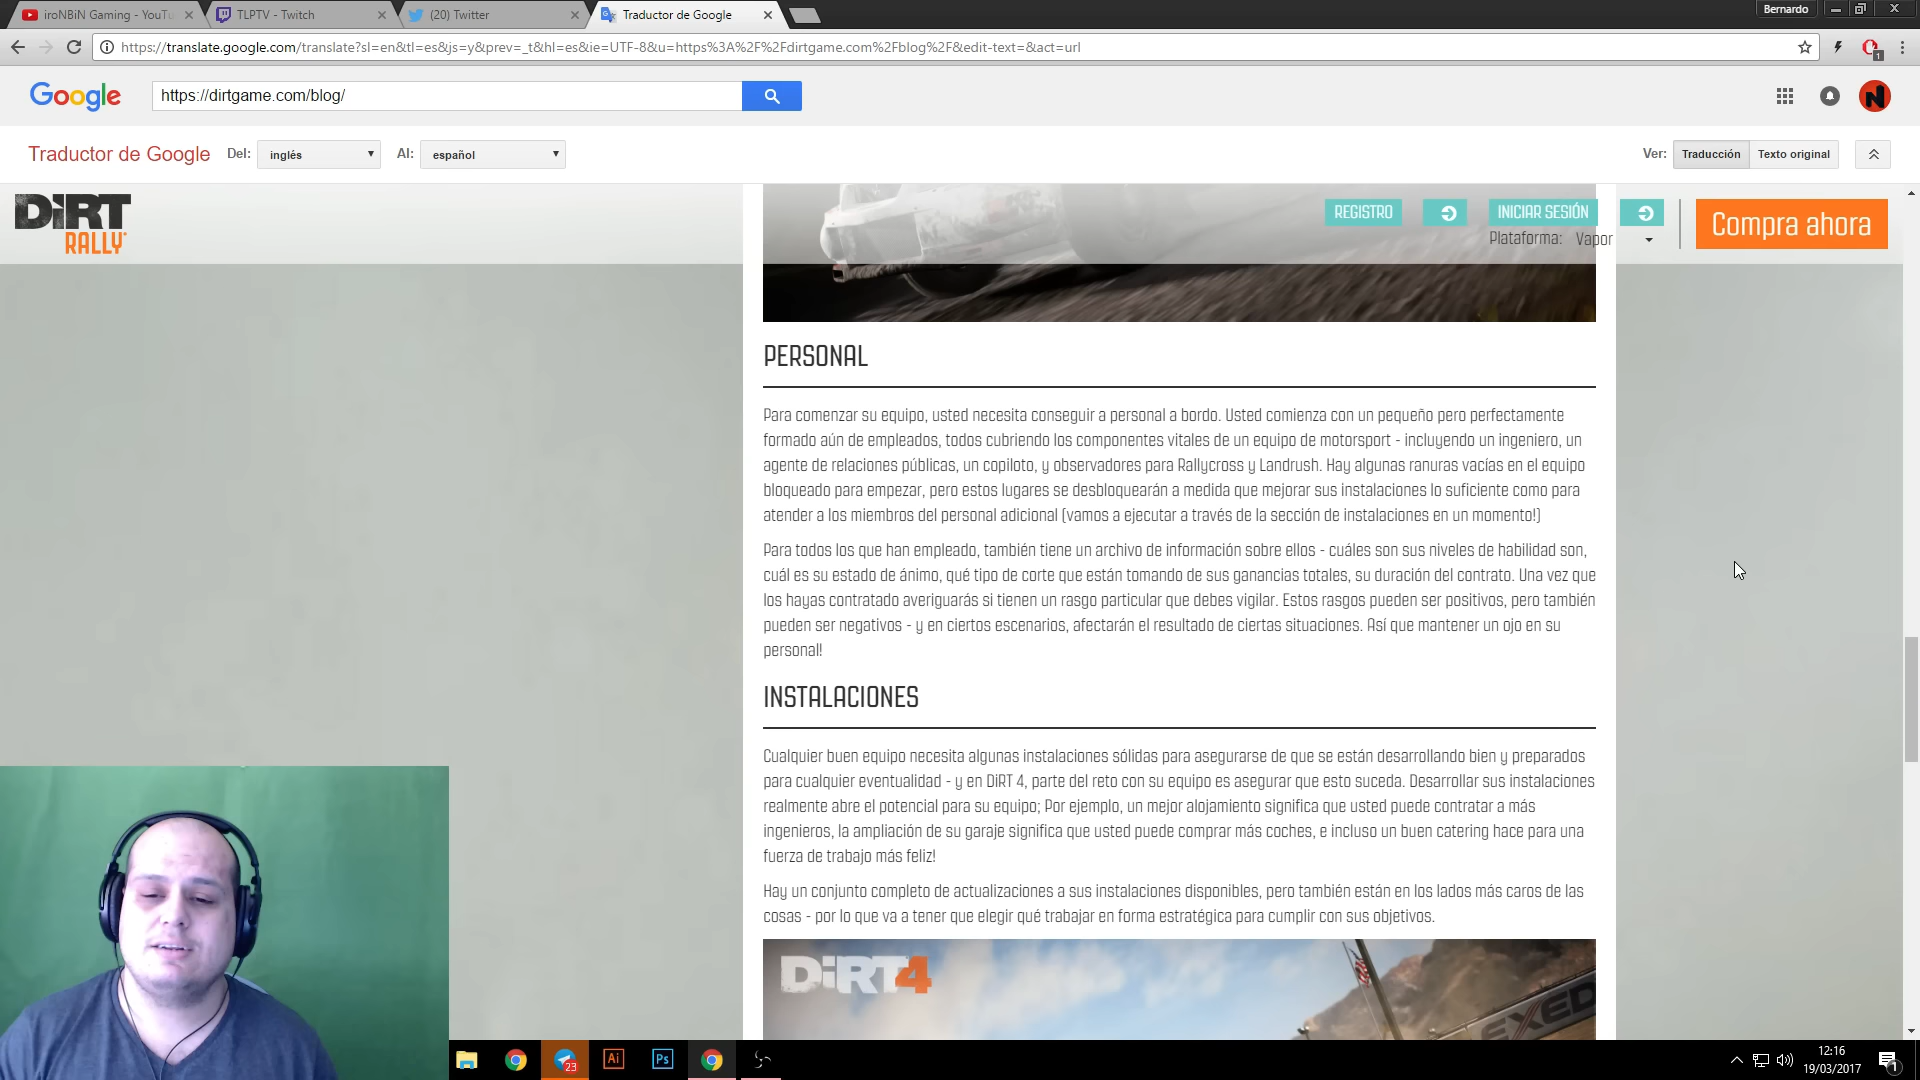 iroNBiN Gaming - YouTu
TLPTV - Twitch
(20) Twitter
Traductor de Google
Bernardo
https://translate.google.com/translate?sl=en&tl=es&js=y&prev=_t&hl=es&ie=UTF-8&u=https%3A%2F%2Fdirtgame.com%2Fblog%2F&edit-text=&act=url
1
Google
https://dirtgame.com/blog/
N
Traductor de Google
Del:
inglés
Al:
español
Ver:
Traducción
Texto original
DiRT
RALLY
REGISTRO
INICIAR SESIÓN
Plataforma: Vapor
Compra ahora
PERSONAL
Para comenzar su equipo, usted necesita conseguir a personal a bordo. Usted comienza con un pequeño pero perfectamente
formado aún de empleados, todos cubriendo los componentes vitales de un equipo de motorsport - incluyendo un ingeniero, un
agente de relaciones públicas, un copiloto, y observadores para Rallycross y Landrush. Hay algunas ranuras vacías en el equipo
bloqueado para empezar, pero estos lugares se desbloquearán a medida que mejorar sus instalaciones lo suficiente como para
atender a los miembros del personal adicional (vamos a ejecutar a través de la sección de instalaciones en un momento!)
Para todos los que han empleado, también tiene un archivo de información sobre ellos - cuáles son sus niveles de habilidad son,
cuál es su estado de ánimo, qué tipo de corte que están tomando de sus ganancias totales, su duración del contrato. Una vez que
los hayas contratado averiguarás si tienen un rasgo particular que debes vigilar. Estos rasgos pueden ser positivos, pero también
pueden ser negativos - y en ciertos escenarios, afectarán el resultado de ciertas situaciones. Así que mantener un ojo en su
personal!
INSTALACIONES
Cualquier buen equipo necesita algunas instalaciones sólidas para asegurarse de que se están desarrollando bien y preparados
para cualquier eventualidad - y en DiRT 4, parte del reto con su equipo es asegurar que esto suceda. Desarrollar sus instalaciones
realmente abre el potencial para su equipo; Por ejemplo, un mejor alojamiento significa que usted puede contratar a más
ingenieros, la ampliación de su garaje significa que usted puede comprar más coches, e incluso un buen catering hace para una
fuerza de trabajo más feliz!
Hay un conjunto completo de actualizaciones a sus instalaciones disponibles, pero también están en los lados más caros de las
cosas - por lo que va a tener que elegir qué trabajar en forma estratégica para cumplir con sus objetivos.
DiRT4
EXED
23
Ai
Ps
12:16
19/03/2017
1